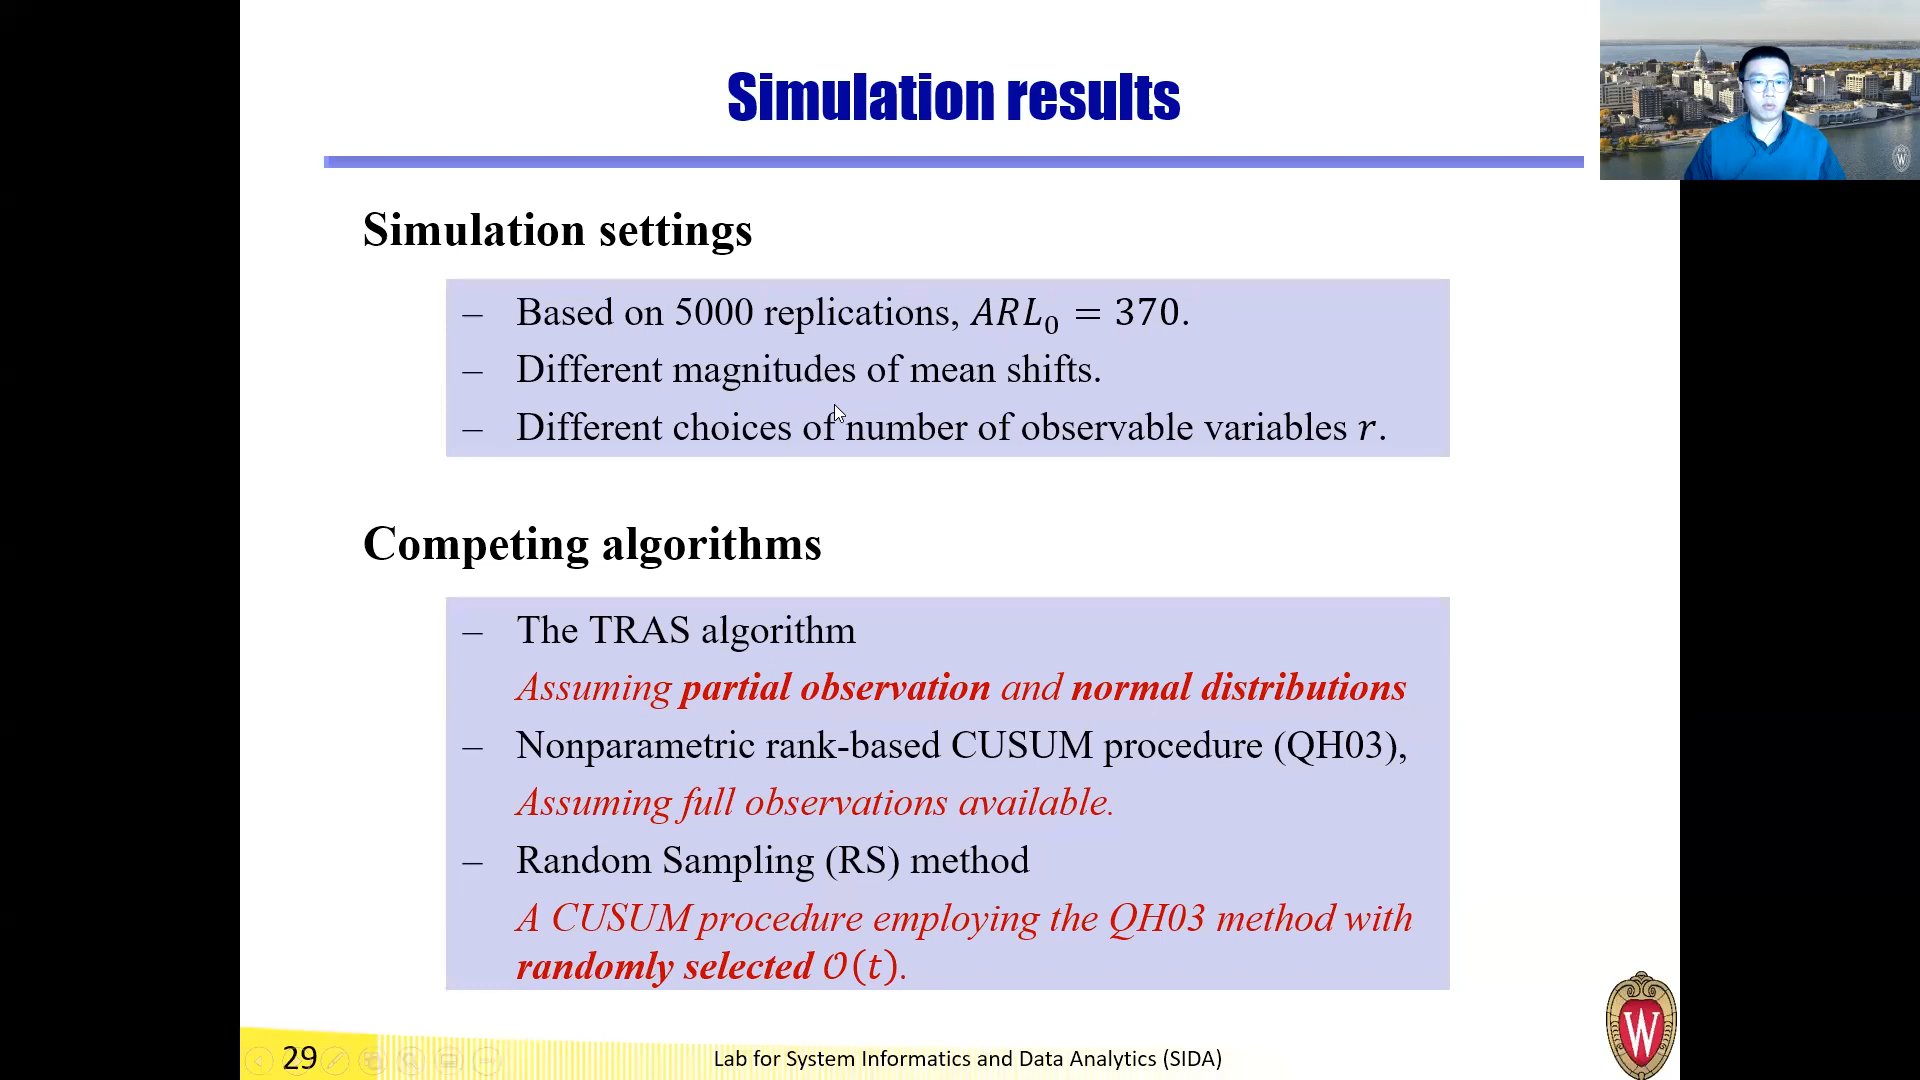 Simulation results
Simulation settings
– Based on 5000 replications, 𝐴𝑅𝐿₀ = 370.
– Different magnitudes of mean shifts.
– Different choices of number of observable variables 𝑟.
Competing algorithms
– The TRAS algorithm
Assuming partial observation and normal distributions
– Nonparametric rank-based CUSUM procedure (QH03),
Assuming full observations available.
– Random Sampling (RS) method
A CUSUM procedure employing the QH03 method with
randomly selected 𝒪(𝑡).
29
Lab for System Informatics and Data Analytics (SIDA)
W
W